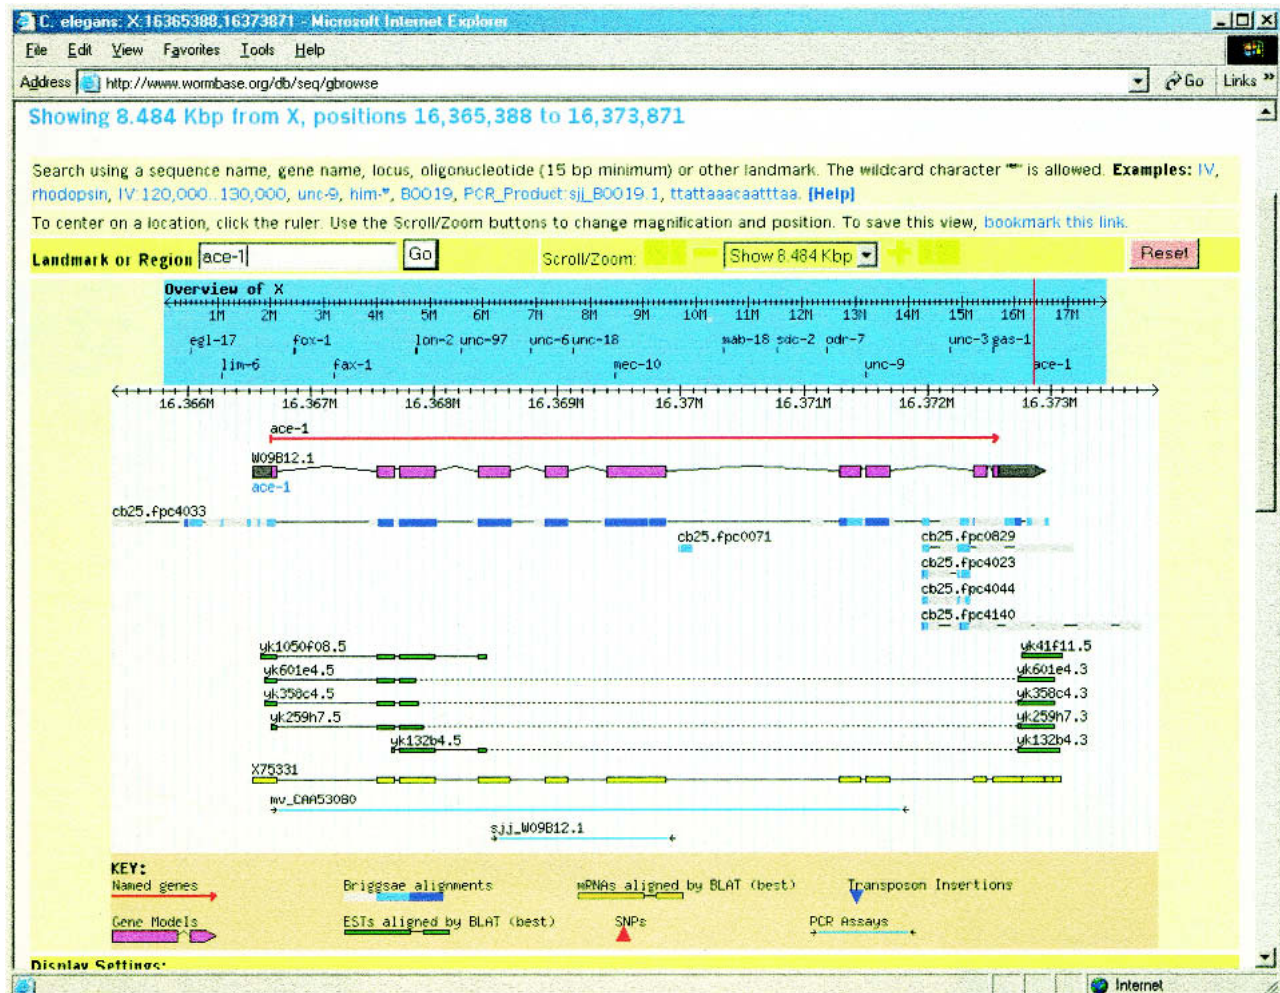 C. elegans: X:16365388,16373871 - Microsoft Internet Explorer
File Edit View Favorites Tools Help
Address http://www.wormbase.org/db/seq/gbrowse Go Links »
Showing 8.484 Kbp from X, positions 16,365,388 to 16,373,871
Search using a sequence name, gene name, locus, oligonucleotide (15 bp minimum) or other landmark. The wildcard character "*" is allowed. Examples: IV,
rhodopsin, IV:120,000..130,000, unc-9, him-*, B0019, PCR_Product:sjj_B0019.1, ttattaaacaatttaa. [Help]
To center on a location, click the ruler. Use the Scroll/Zoom buttons to change magnification and position. To save this view, bookmark this link.
Landmark or Region ace-1 Go Scroll/Zoom: Show 8.484 Kbp Reset
Overview of X
1M 2M 3M 4M 5M 6M 7M 8M 9M 10M 11M 12M 13M 14M 15M 16M 17M
egl-17 fox-1 lon-2 unc-97 unc-6 unc-18 mab-18 sdc-2 odr-7 unc-3 gas-1
lim-6 fax-1 mec-10 unc-9 ace-1
16.366M 16.367M 16.368M 16.369M 16.37M 16.371M 16.372M 16.373M
ace-1
W09B12.1
ace-1
cb25.fpc4033
cb25.fpc0071 cb25.fpc0829
cb25.fpc4023
cb25.fpc4044
cb25.fpc4140
yk1050f08.5 yk41f11.5
yk601e4.5 yk601e4.3
yk358c4.5 yk358c4.3
yk259h7.5 yk259h7.3
yk132b4.5 yk132b4.3
X75331
mv_CAA53080
sjj_W09B12.1
KEY:
Named genes Briggsae alignments mRNAs aligned by BLAT (best) Transposon Insertions
Gene Models ESTs aligned by BLAT (best) SNPs PCR Assays
Display Settings:
Internet